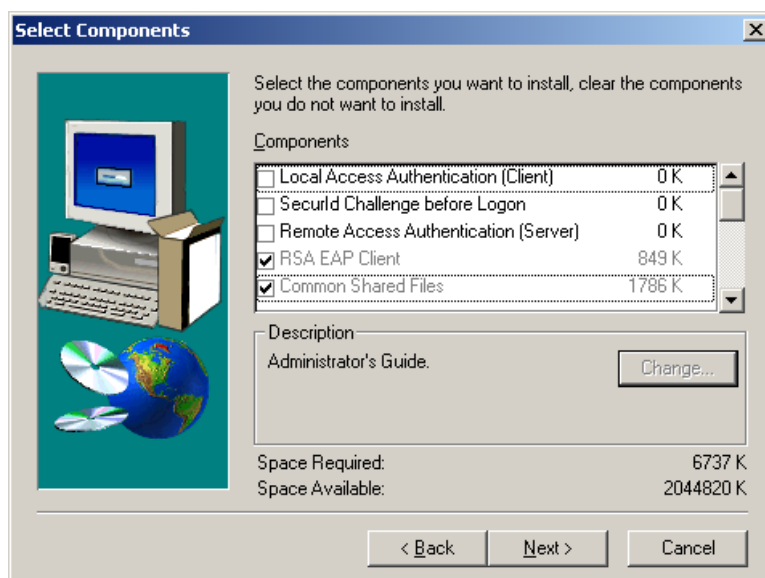 Select Components
Select the components you want to install, clear the components
you do not want to install.
Components
Local Access Authentication (Client) 0 K
SecurId Challenge before Logon 0 K
Remote Access Authentication (Server) 0 K
RSA EAP Client 849 K
Common Shared Files 1786 K
Description
Administrator's Guide.
Change...
Space Required: 6737 K
Space Available: 2044820 K
< Back Next > Cancel